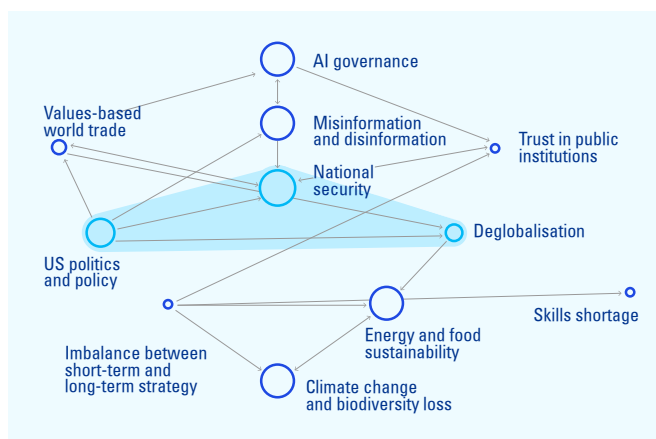 AI governance
Values-based
world trade
Misinformation
and disinformation
Trust in public
institutions
National
security
Deglobalisation
US politics
and policy
Skills shortage
Energy and food
sustainability
Imbalance between
short-term and
long-term strategy
Climate change
and biodiversity loss